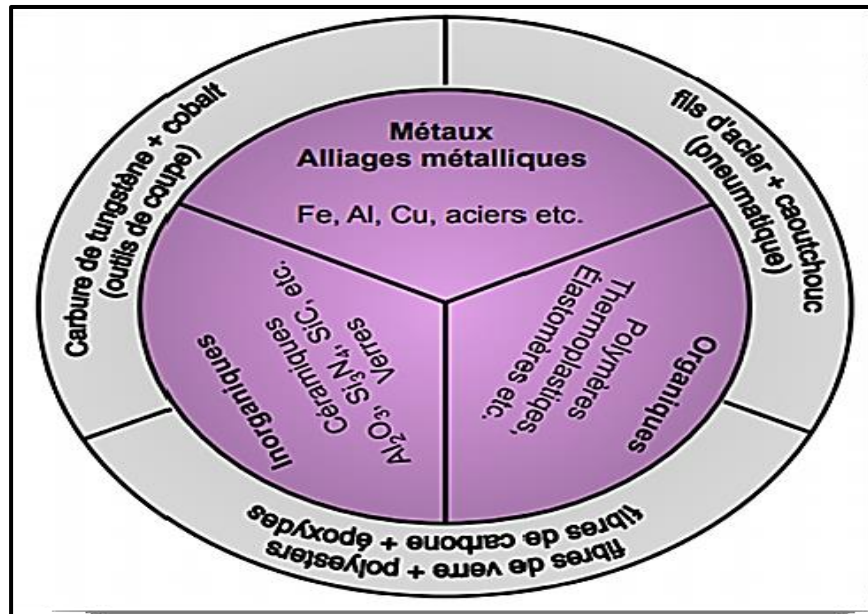 Métaux
Alliages métalliques
Fe, Al, Cu, aciers etc.
Carbure de tungstène + cobalt
(outils de coupe)
fils d'acier + caoutchouc
(pneumatique)
Inorganiques
Céramiques
Al₂O₃, Si₃N₄, SiC, etc.
Verres
Organiques
Polymères
Thermoplastiqes,
Élastomères etc.
fibres de verre + polyesters
fibres de carbone + époxydes